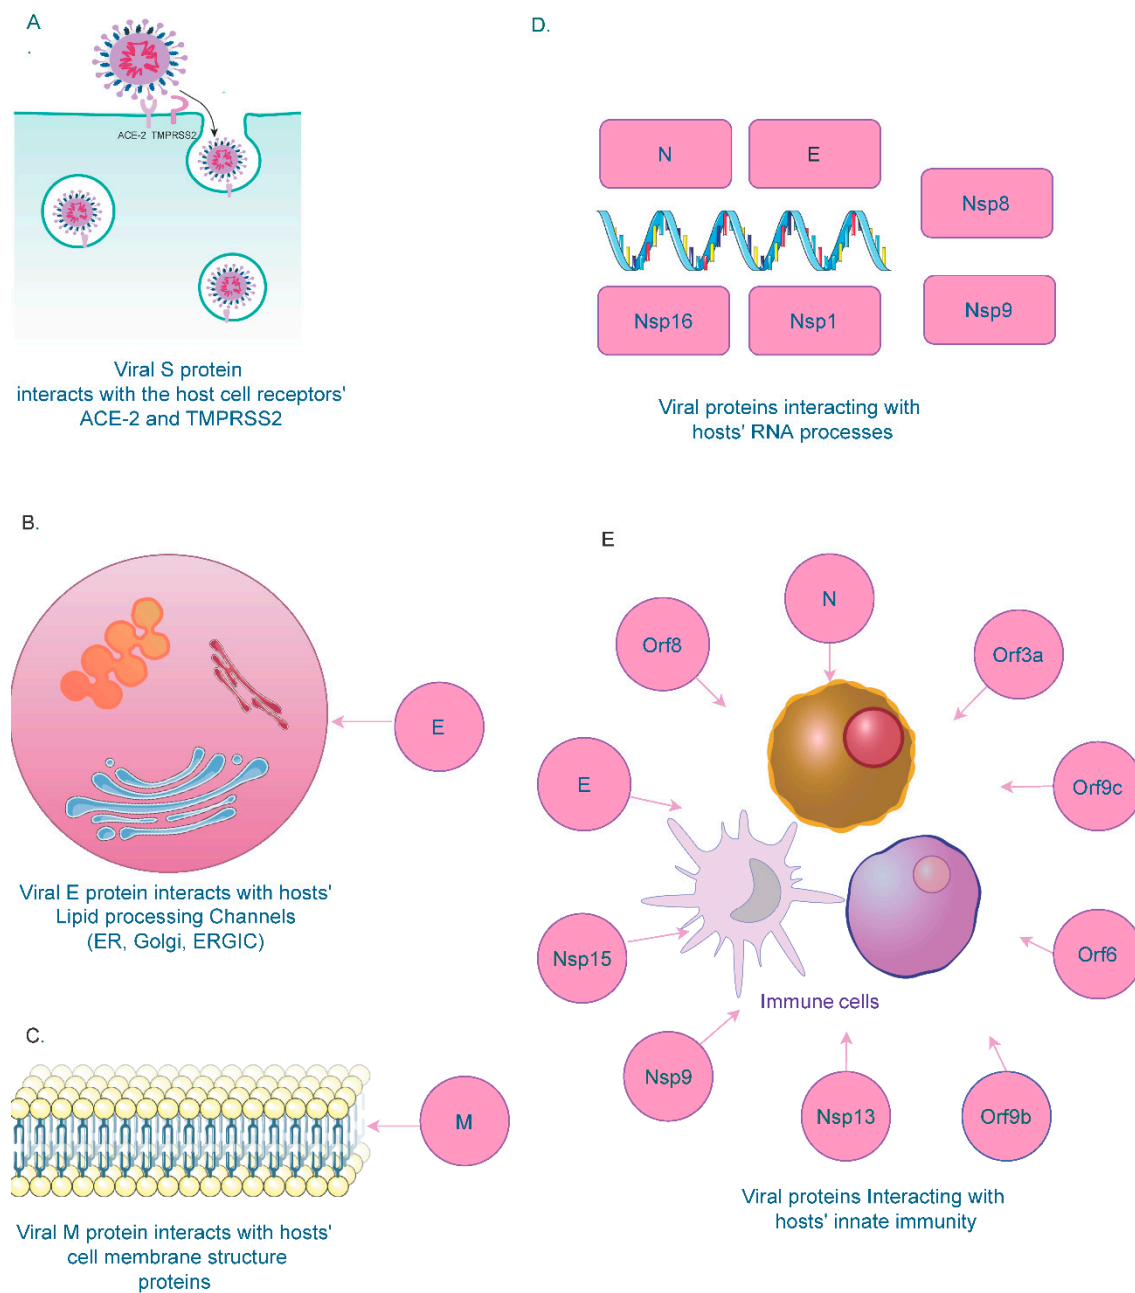 A
.
ACE-2 TMPRSS2
Viral S protein
interacts with the host cell receptors'
ACE-2 and TMPRSS2
B.
E
Viral E protein interacts with hosts'
Lipid processing Channels
(ER, Golgi, ERGIC)
C.
M
Viral M protein interacts with hosts'
cell membrane structure
proteins
D.
N
E
Nsp8
Nsp16
Nsp1
Nsp9
Viral proteins interacting with
hosts' RNA processes
E
N
Orf8
Orf3a
E
Orf9c
Nsp15
Orf6
Immune cells
Nsp9
Nsp13
Orf9b
Viral proteins Interacting with
hosts' innate immunity